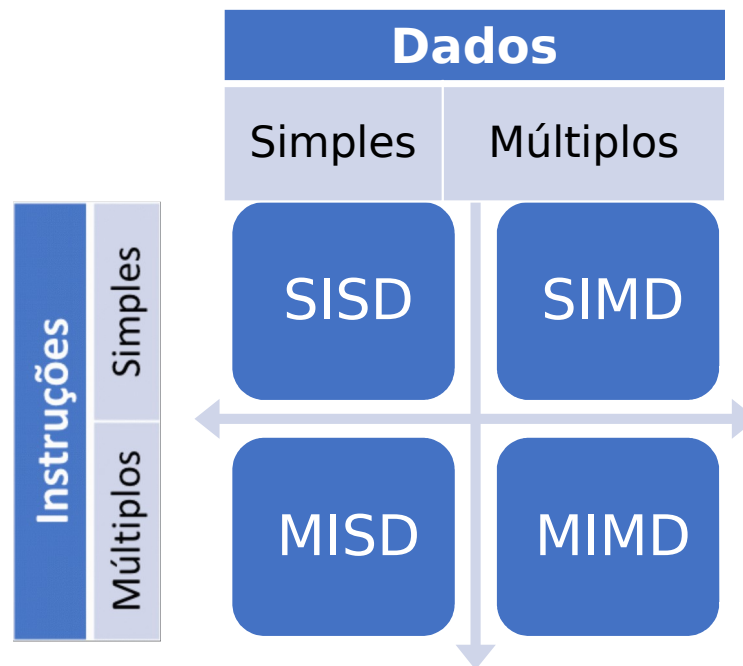 Dados
Simples Múltiplos
Instruções
Simples
Múltiplos
SISD SIMD
MISD MIMD